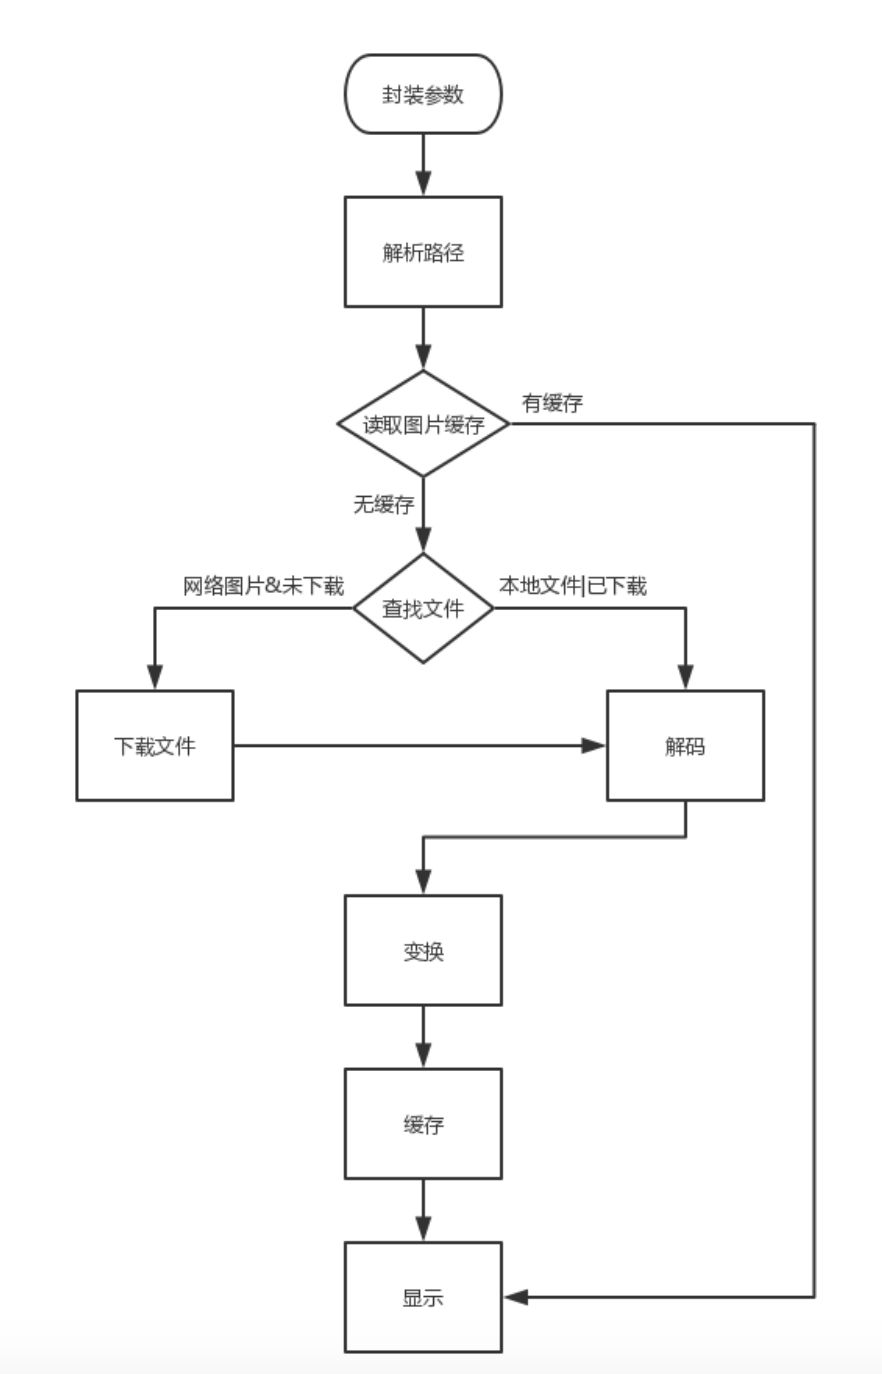 封装参数
解析路径
读取图片缓存
有缓存
无缓存
网络图片&未下载
查找文件
本地文件|已下载
下载文件
解码
变换
缓存
显示